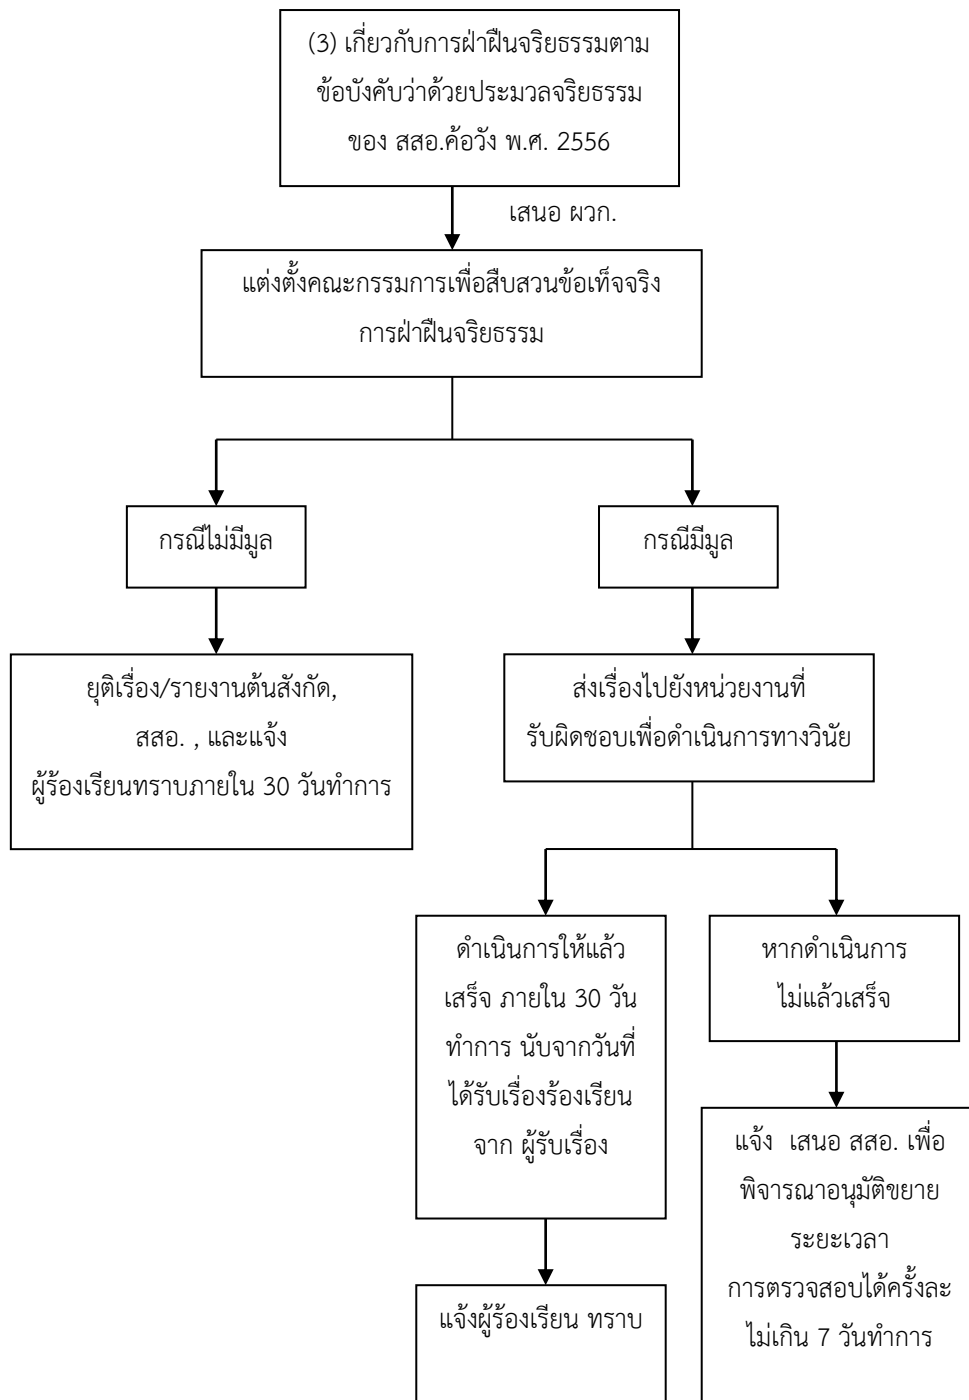 (3) เกี่ยวกับการฝ่าฝืนจริยธรรมตาม
ข้อบังคับว่าด้วยประมวลจริยธรรม
ของ สสอ.ค้อวัง พ.ศ. 2556
เสนอ ผวก.
แต่งตั้งคณะกรรมการเพื่อสืบสวนข้อเท็จจริง
การฝ่าฝืนจริยธรรม
กรณีไม่มีมูล
กรณีมีมูล
ยุติเรื่อง/รายงานต้นสังกัด,
สสอ. , และแจ้ง
ผู้ร้องเรียนทราบภายใน 30 วันทำการ
ส่งเรื่องไปยังหน่วยงานที่
รับผิดชอบเพื่อดำเนินการทางวินัย
ดำเนินการให้แล้ว
เสร็จ ภายใน 30 วัน
ทำการ นับจากวันที่
ได้รับเรื่องร้องเรียน
จาก ผู้รับเรื่อง
หากดำเนินการ
ไม่แล้วเสร็จ
แจ้ง เสนอ สสอ. เพื่อ
พิจารณาอนุมัติขยาย
ระยะเวลา
การตรวจสอบได้ครั้งละ
ไม่เกิน 7 วันทำการ
แจ้งผู้ร้องเรียน ทราบ